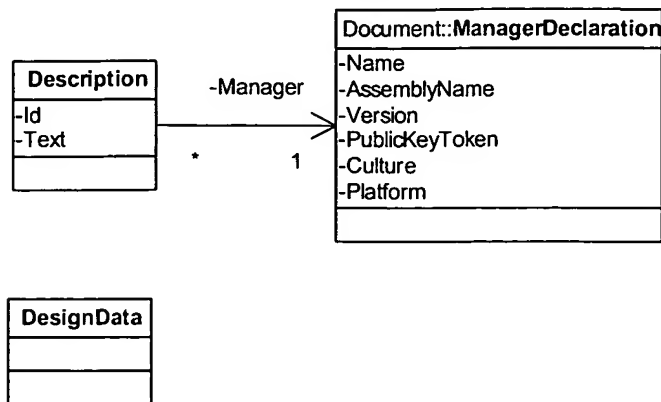 Document::ManagerDeclaration
-Name
-AssemblyName
-Version
-PublicKeyToken
-Culture
-Platform
Description
-Id
-Text
-Manager
* 1
DesignData